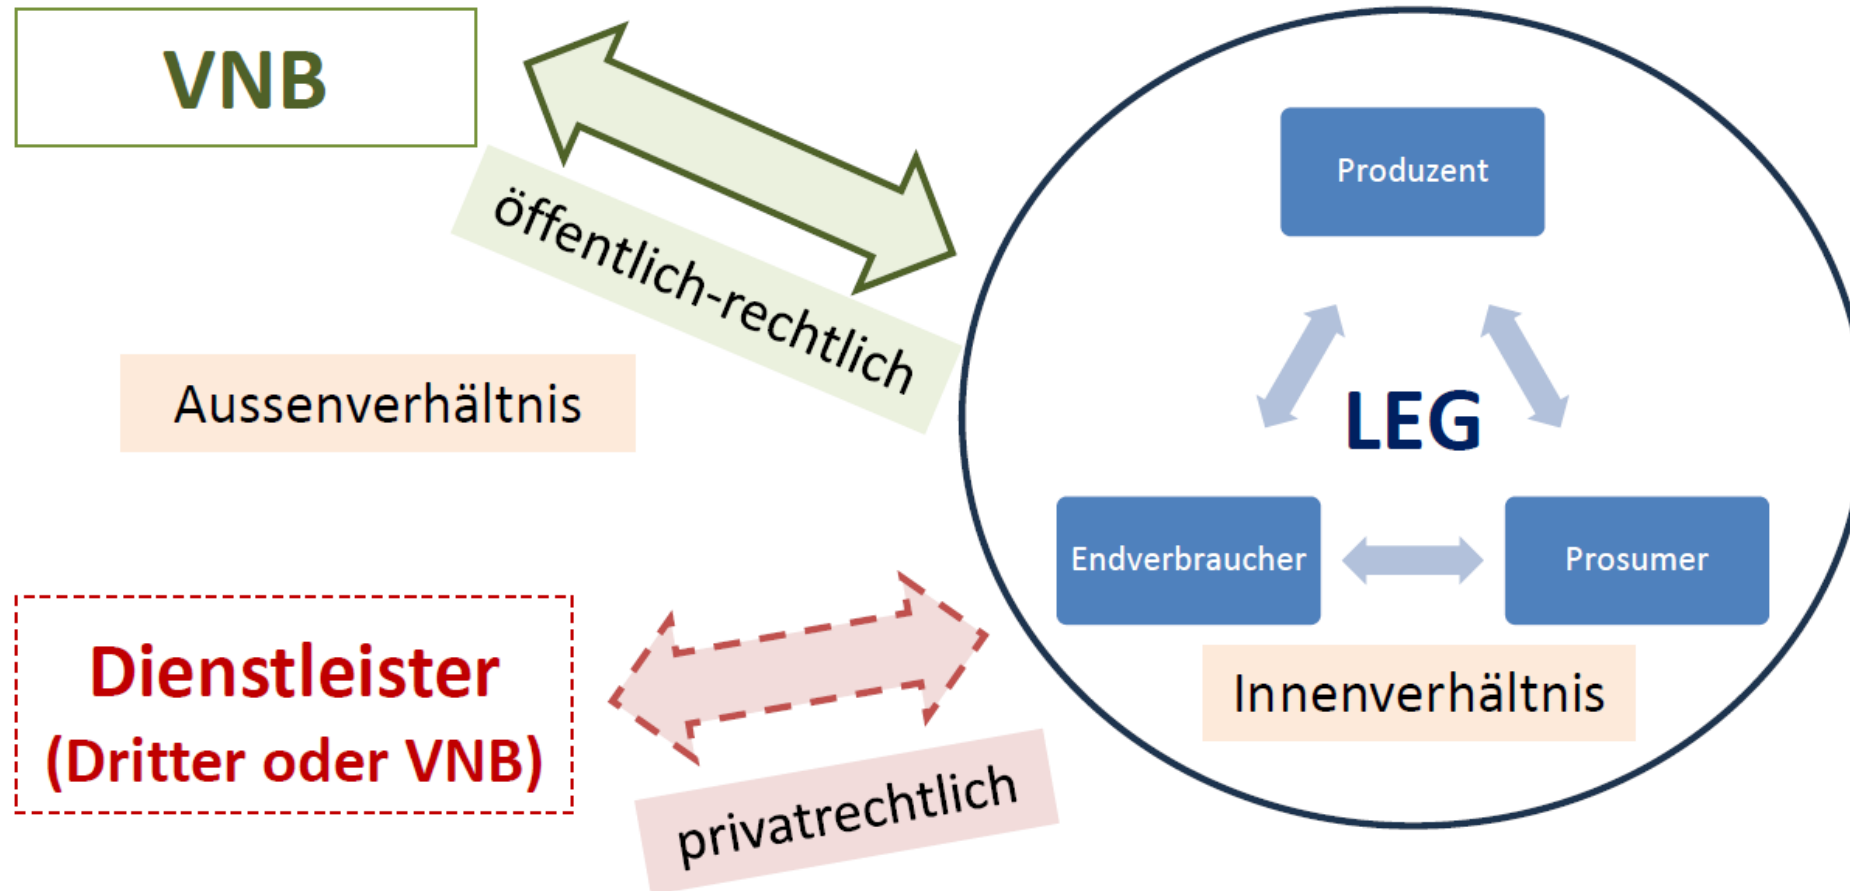 VNB
öffentlich-rechtlich
Aussenverhältnis
Dienstleister
(Dritter oder VNB)
privatrechtlich
Produzent
LEG
Endverbraucher
Prosumer
Innenverhältnis